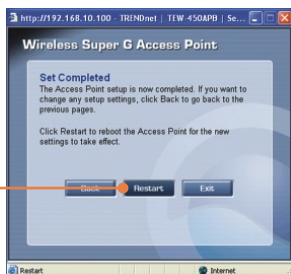 http://192.168.10.100 - TRENDnet | TEW-450APB | Se...
Wireless Super G Access Point
Set Completed
The Access Point setup is now completed. If you want to
change any setup settings, click Back to go back to the
previous pages.
Click Restart to reboot the Access Point for the new
settings to take effect.
Back Restart Exit
Restart Internet